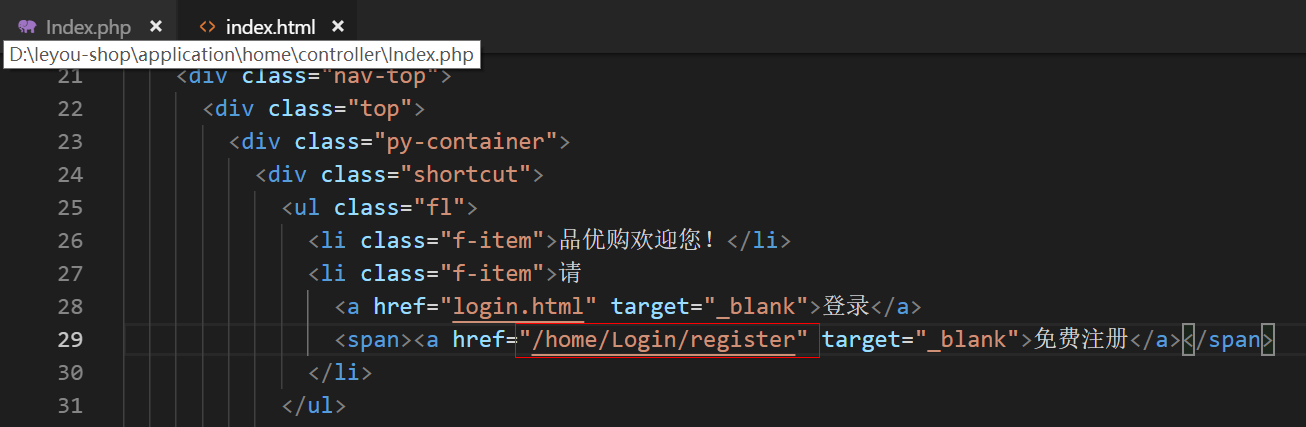 Index.php × <> index.html ×
D:\leyou-shop\application\home\controller\Index.php
21 <div class="nav-top">
22 <div class="top">
23 <div class="py-container">
24 <div class="shortcut">
25 <ul class="fl">
26 <li class="f-item">品优购欢迎您！</li>
27 <li class="f-item">请
28 <a href="login.html" target="_blank">登录</a>
29 <span><a href="/home/Login/register" target="_blank">免费注册</a></span>
30 </li>
31 </ul>